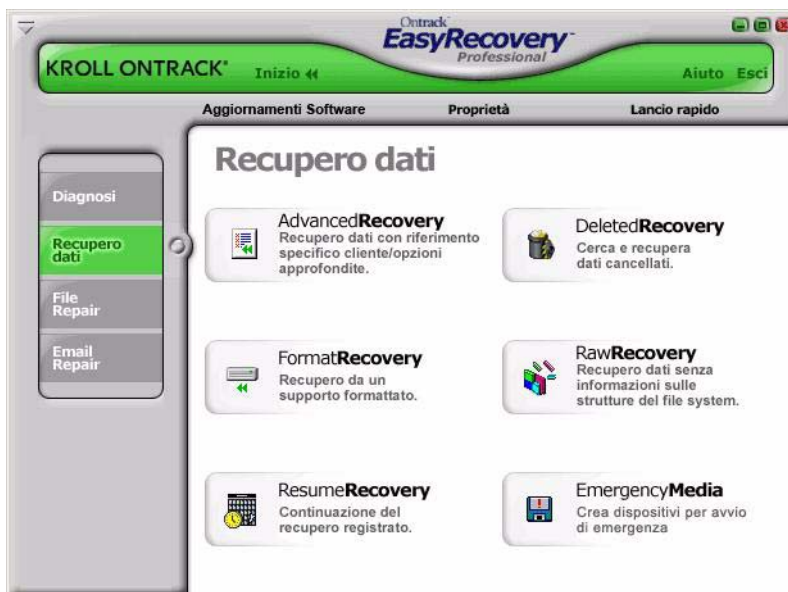 Ontrack
EasyRecovery
Professional
KROLL ONTRACK
Inizio
Aiuto Esci
Aggiornamenti Software Proprietà Lancio rapido
Recupero dati
Diagnosi
Recupero
dati
File
Repair
Email
Repair
AdvancedRecovery
Recupero dati con riferimento
specifico cliente/opzioni
approfondite.
DeletedRecovery
Cerca e recupera
dati cancellati.
FormatRecovery
Recupero da un
supporto formattato.
RawRecovery
Recupero dati senza
informazioni sulle
strutture del file system.
ResumeRecovery
Continuazione del
recupero registrato.
EmergencyMedia
Crea dispositivi per avvio
di emergenza